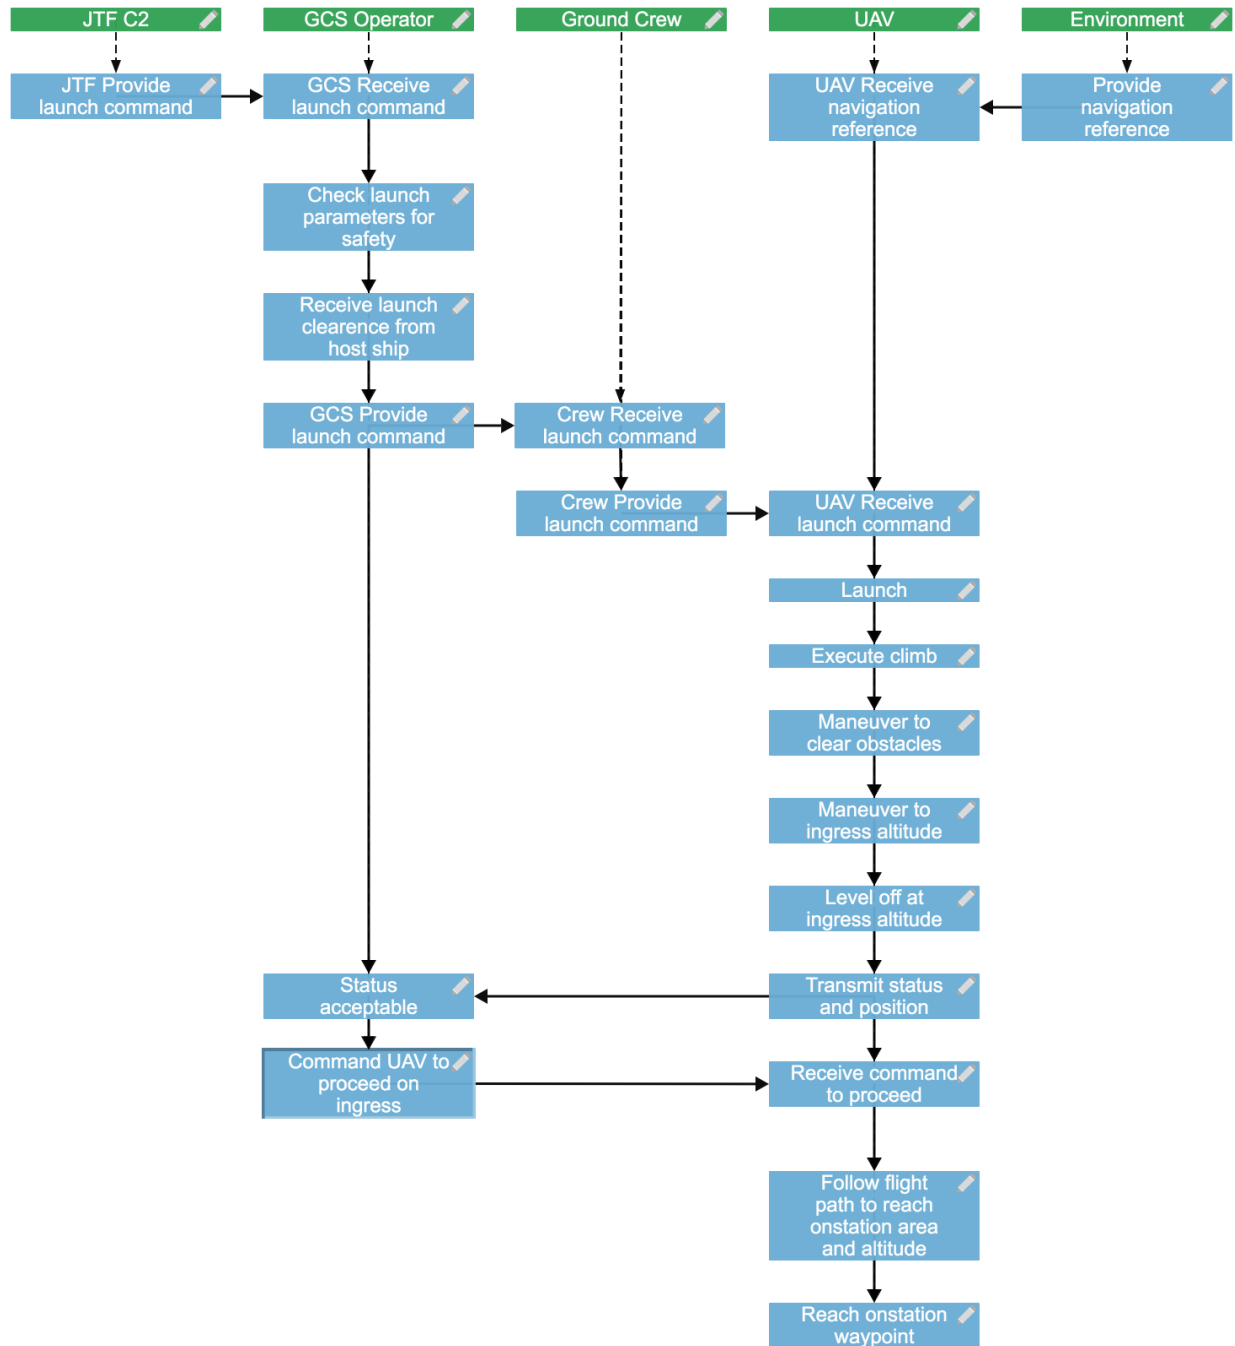 JTF C2
GCS Operator
Ground Crew
UAV
Environment
JTF Provide
launch command
GCS Receive
launch command
UAV Receive
navigation
reference
Provide
navigation
reference
Check launch
parameters for
safety
Receive launch
clearence from
host ship
GCS Provide
launch command
Crew Receive
launch command
Crew Provide
launch command
UAV Receive
launch command
Launch
Execute climb
Maneuver to
clear obstacles
Maneuver to
ingress altitude
Level off at
ingress altitude
Status
acceptable
Transmit status
and position
Command UAV to
proceed on
ingress
Receive command
to proceed
Follow flight
path to reach
onstation area
and altitude
Reach onstation
waypoint